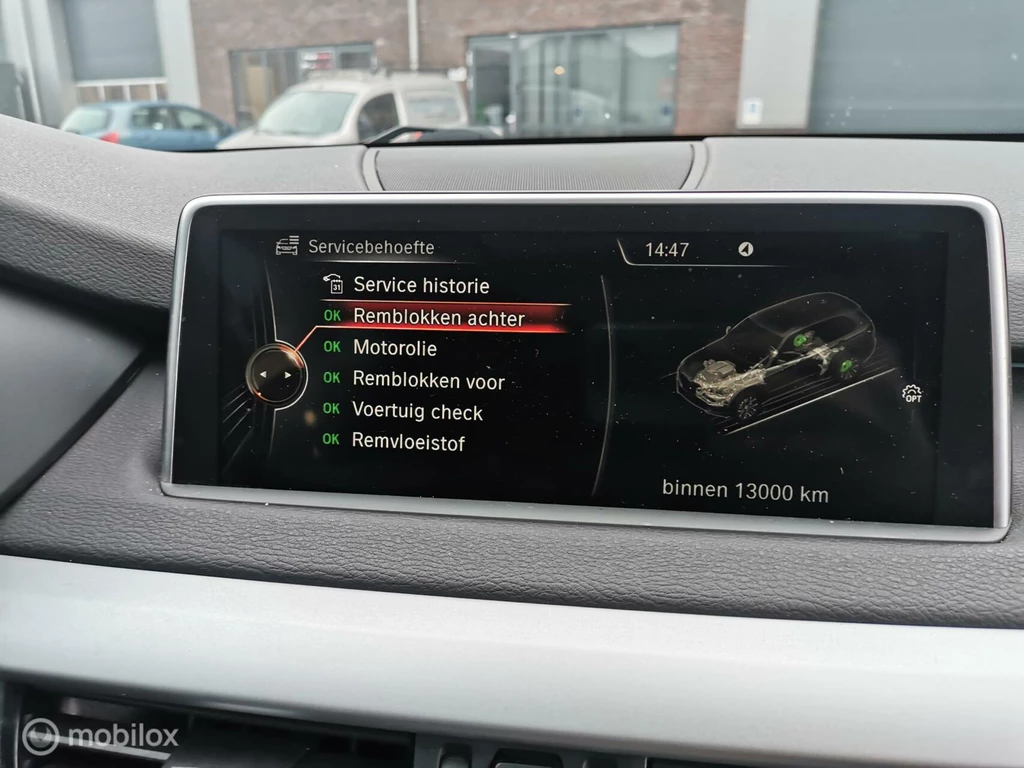 Servicebehoefte
14:47
31
Service historie
OK Remblokken achter
OK Motorolie
OK Remblokken voor
OK Voertuig check
OK Remvloeistof
OPT
binnen 13000 km
mobilox